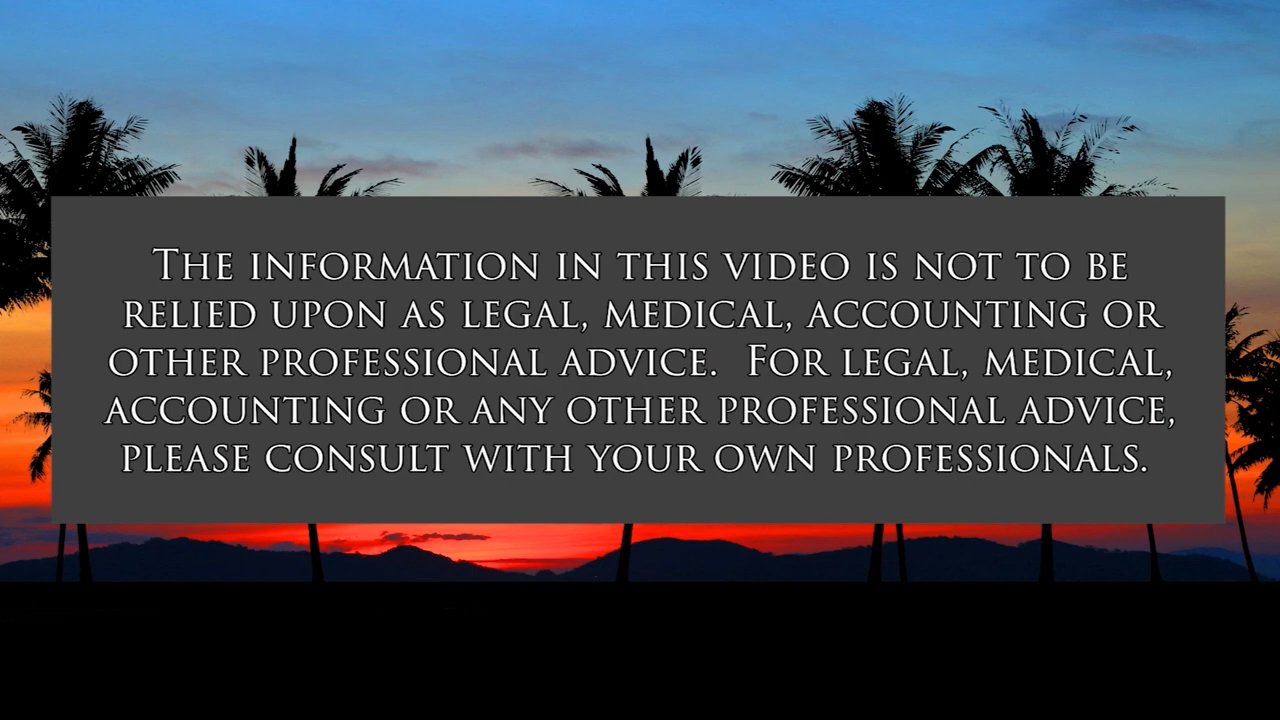 The information in this video is not to be
relied upon as legal, medical, accounting or
other professional advice.  For legal, medical,
accounting or any other professional advice,
please consult with your own professionals.